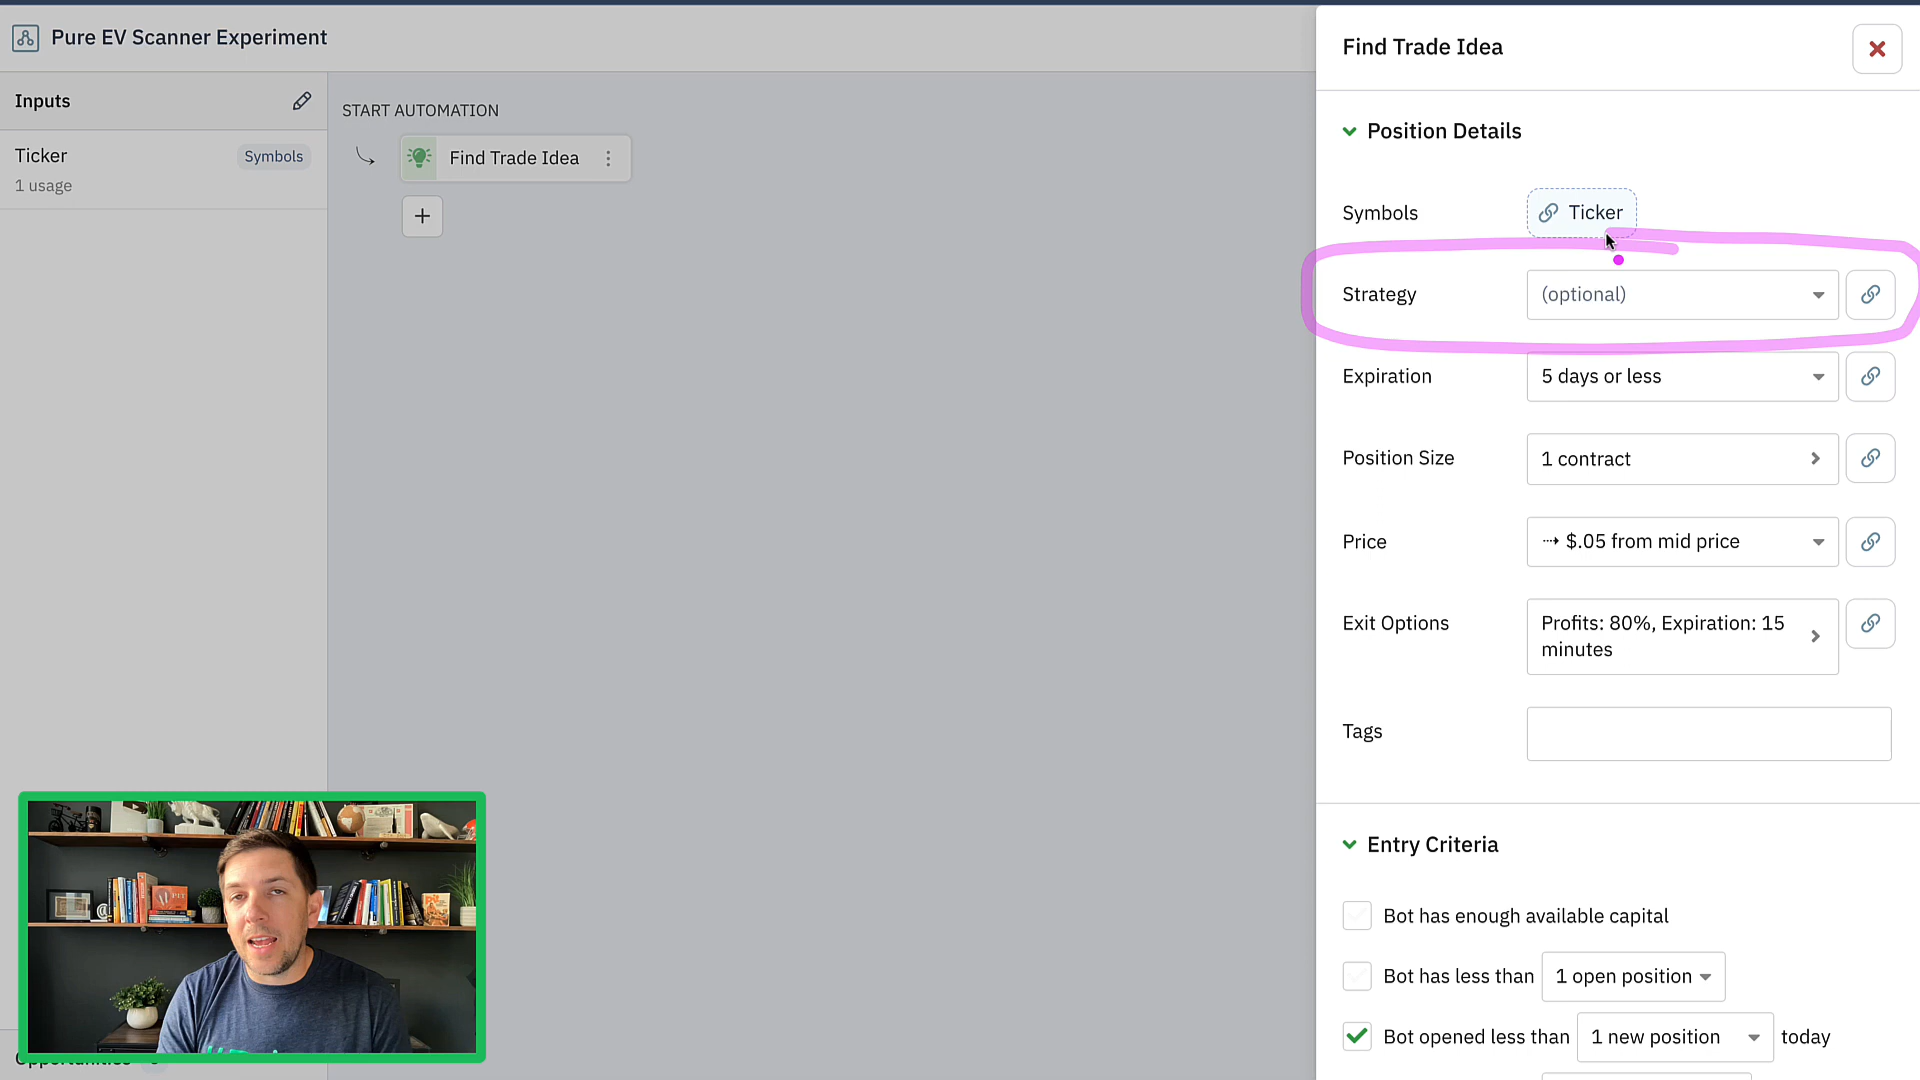 Pure EV Scanner Experiment
Inputs
Ticker
Symbols
1 usage
START AUTOMATION
Find Trade Idea
Find Trade Idea
Position Details
Symbols
Ticker
Strategy
(optional)
Expiration
5 days or less
Position Size
1 contract
Price
$.05 from mid price
Exit Options
Profits: 80%, Expiration: 15
minutes
Tags
Entry Criteria
Bot has enough available capital
Bot has less than 1 open position
Bot opened less than 1 new position today